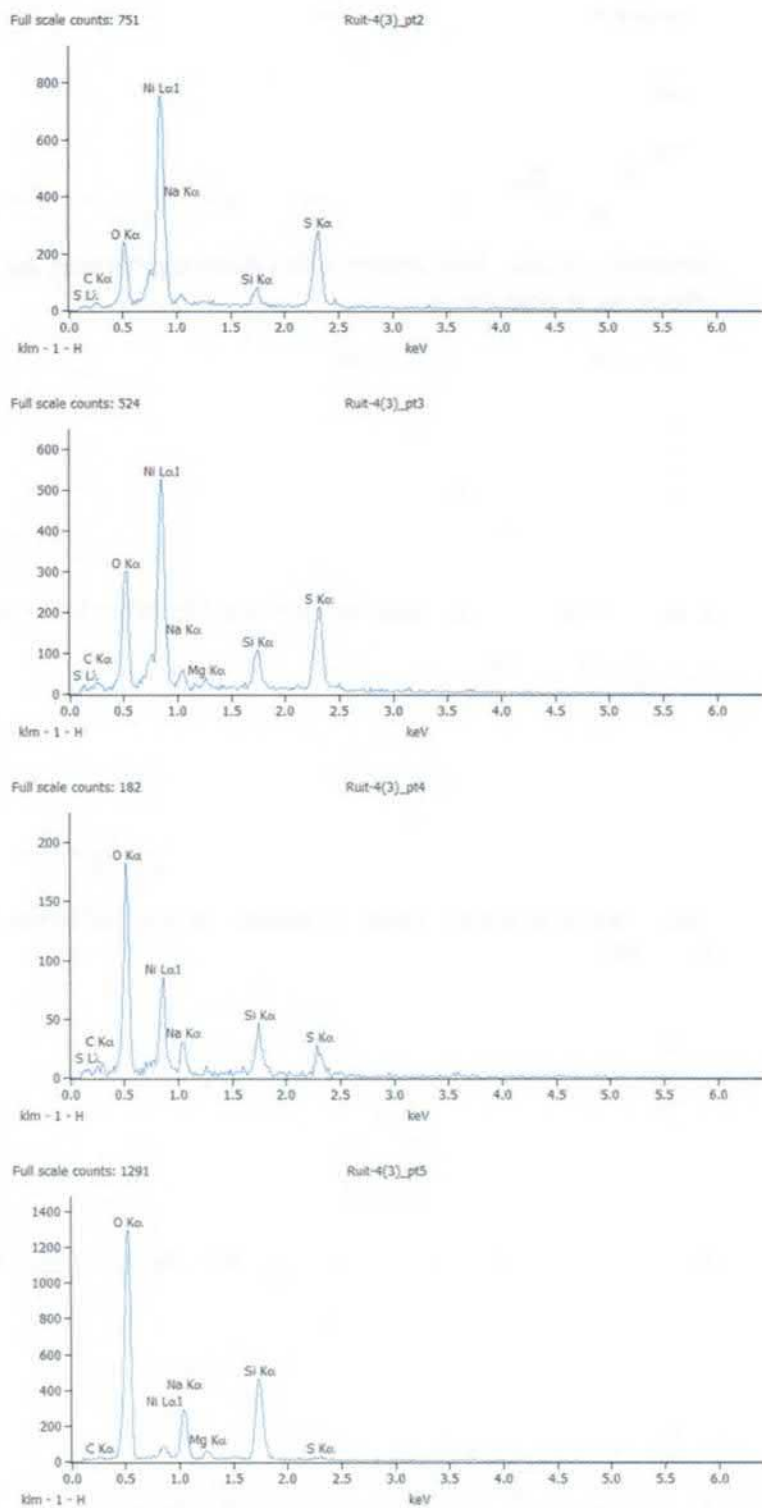 Full scale counts: 751 Ruit-4(3)_pt2
800
Ni Lα1
600
Na Kα
400
O Kα S Kα
200
C Kα Si Kα
S Lλ
0
0.0 0.5 1.0 1.5 2.0 2.5 3.0 3.5 4.0 4.5 5.0 5.5 6.0
klm - 1 - H keV
Full scale counts: 524 Ruit-4(3)_pt3
600
Ni Lα1
500
400
O Kα
300
S Kα
200
Na Kα
Si Kα
100
C Kα Mg Kα
S Lλ
0
0.0 0.5 1.0 1.5 2.0 2.5 3.0 3.5 4.0 4.5 5.0 5.5 6.0
klm - 1 - H keV
Full scale counts: 182 Ruit-4(3)_pt4
200
O Kα
150
100
Ni Lα1
50
Na Kα Si Kα
C Kα S Kα
S Lλ
0
0.0 0.5 1.0 1.5 2.0 2.5 3.0 3.5 4.0 4.5 5.0 5.5 6.0
klm - 1 - H keV
Full scale counts: 1291 Ruit-4(3)_pt5
1400
O Kα
1200
1000
800
600
Si Kα
400
Na Kα
Ni Lα1
200
C Kα Mg Kα S Kα
0
0.0 0.5 1.0 1.5 2.0 2.5 3.0 3.5 4.0 4.5 5.0 5.5 6.0
klm - 1 - H keV